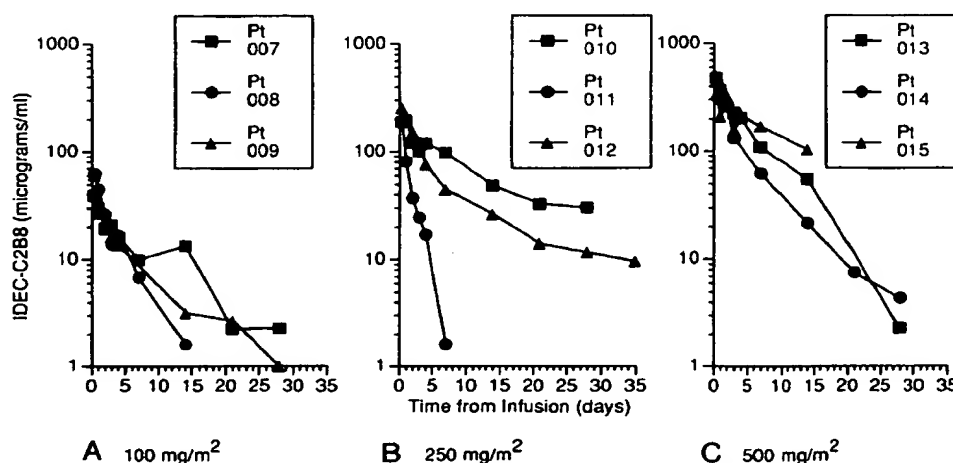 IDEC-C2B8 (micrograms/ml)
1000
100
10
1
0 5 10 15 20 25 30 35
Pt
007
Pt
008
Pt
009
A 100 mg/m²
1000
100
10
1
0 5 10 15 20 25 30 35
Pt
010
Pt
011
Pt
012
Time from Infusion (days)
B 250 mg/m²
1000
100
10
1
0 5 10 15 20 25 30 35
Pt
013
Pt
014
Pt
015
C 500 mg/m²